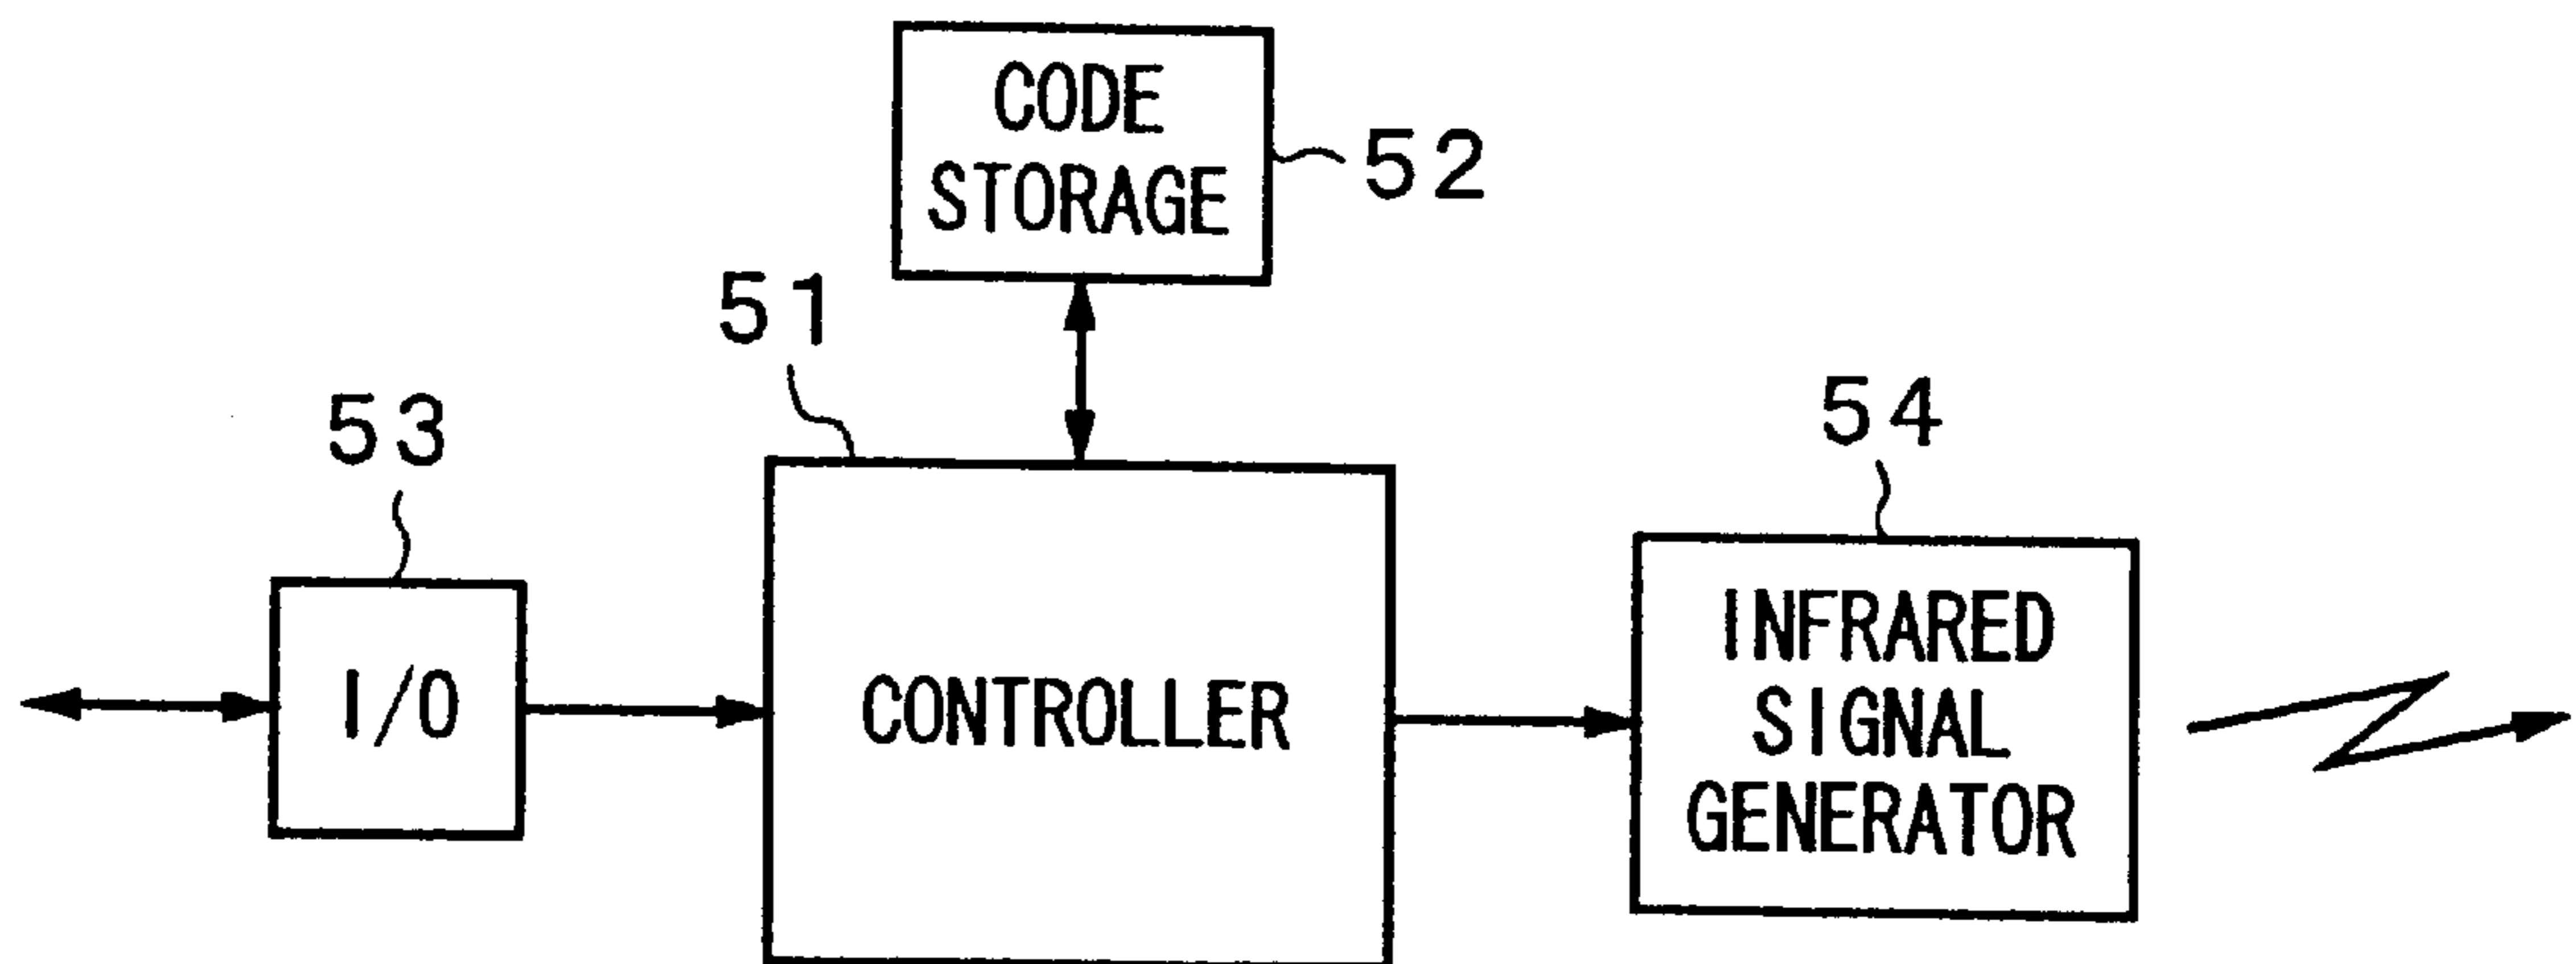 CODE
STORAGE
52
51
53
54
I/O
CONTROLLER
INFRARED
SIGNAL
GENERATOR